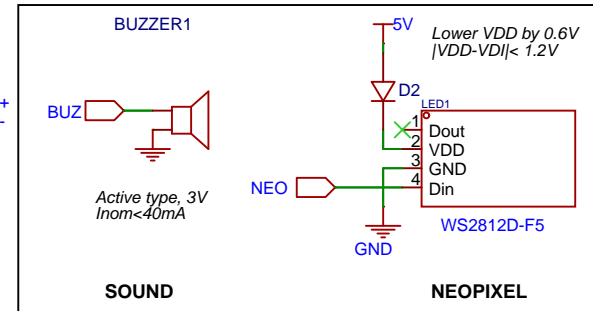 +
-
BUZZER1
BUZ
Active type, 3V
Inom<40mA
SOUND
5V
Lower VDD by 0.6V
|VDD-VDI|< 1.2V
D2
LED1
1
Dout
2
VDD
3
GND
4
Din
NEO
WS2812D-F5
GND
NEOPIXEL